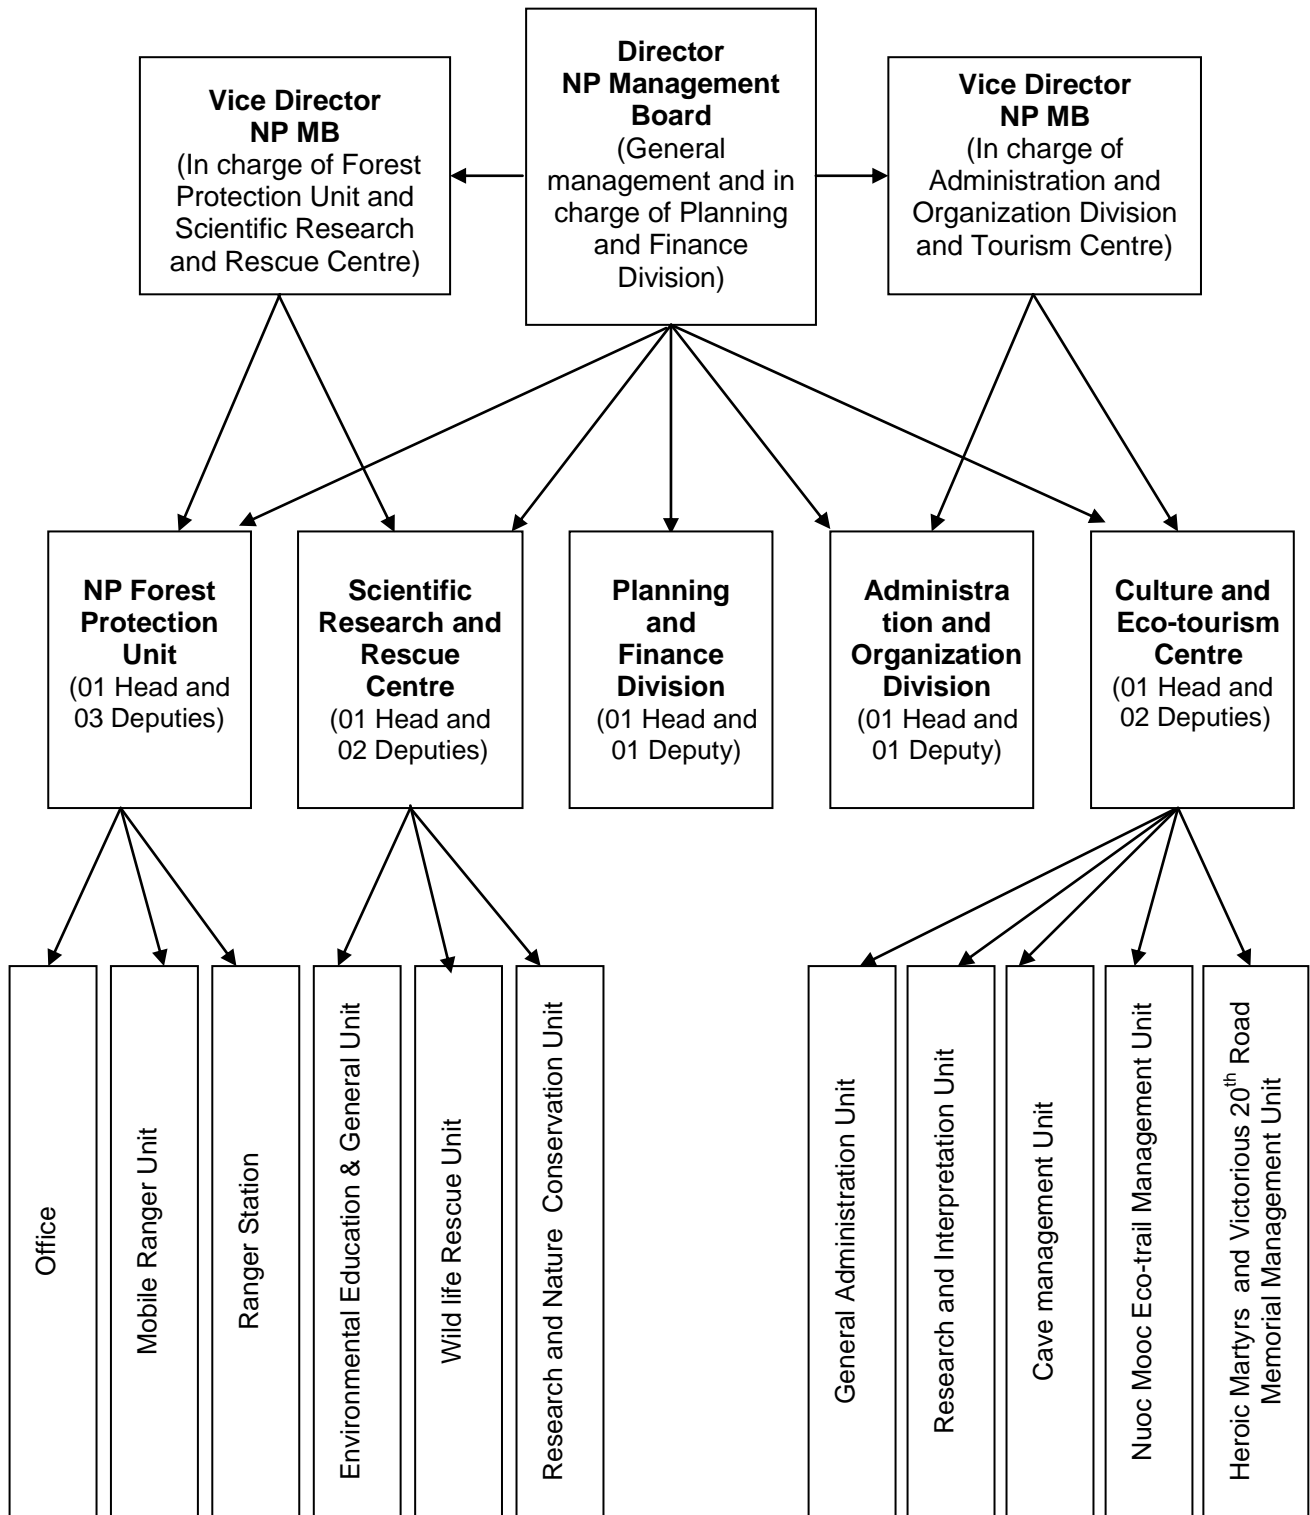 Vice Director
NP MB
(In charge of Forest
Protection Unit and
Scientific Research
and Rescue Centre)
Director
NP Management
Board
(General
management and in
charge of Planning
and Finance
Division)
Vice Director
NP MB
(In charge of
Administration and
Organization Division
and Tourism Centre)
NP Forest
Protection
Unit
(01 Head and
03 Deputies)
Scientific
Research and
Rescue
Centre
(01 Head and
02 Deputies)
Planning
and
Finance
Division
(01 Head and
01 Deputy)
Administra
tion and
Organization
Division
(01 Head and
01 Deputy)
Culture and
Eco-tourism
Centre
(01 Head and
02 Deputies)
Office
Mobile Ranger Unit
Ranger Station
Environmental Education & General Unit
Wild life Rescue Unit
Research and Nature Conservation Unit
General Administration Unit
Research and Interpretation Unit
Cave management Unit
Nuoc Mooc Eco-trail Management Unit
Heroic Martyrs and Victorious 20th Road
Memorial Management Unit